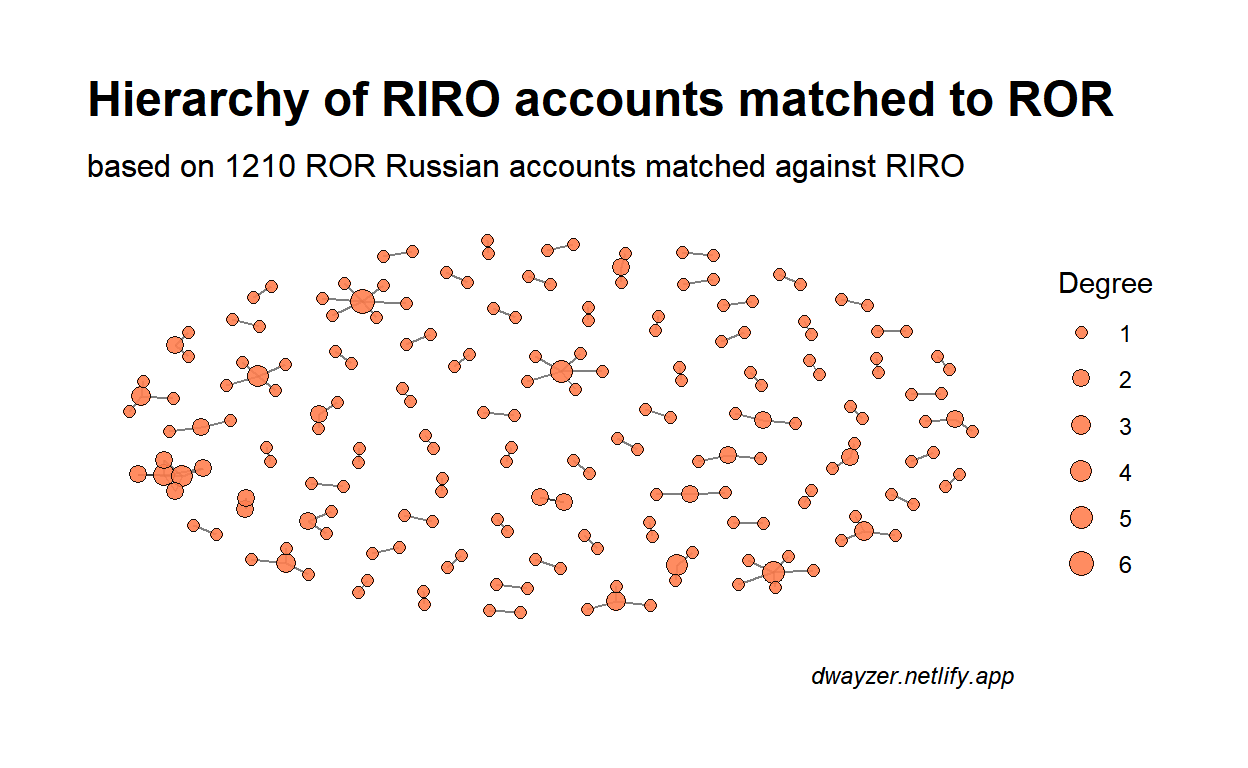 Hierarchy of RIRO accounts matched to ROR
based on 1210 ROR Russian accounts matched against RIRO
Degree
1
2
3
4
5
6
dwayzer.netlify.app